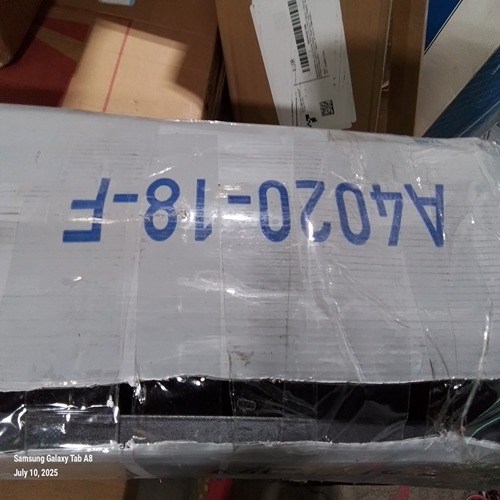 A4020-18-F
Samsung Galaxy Tab A8
July 10, 2025